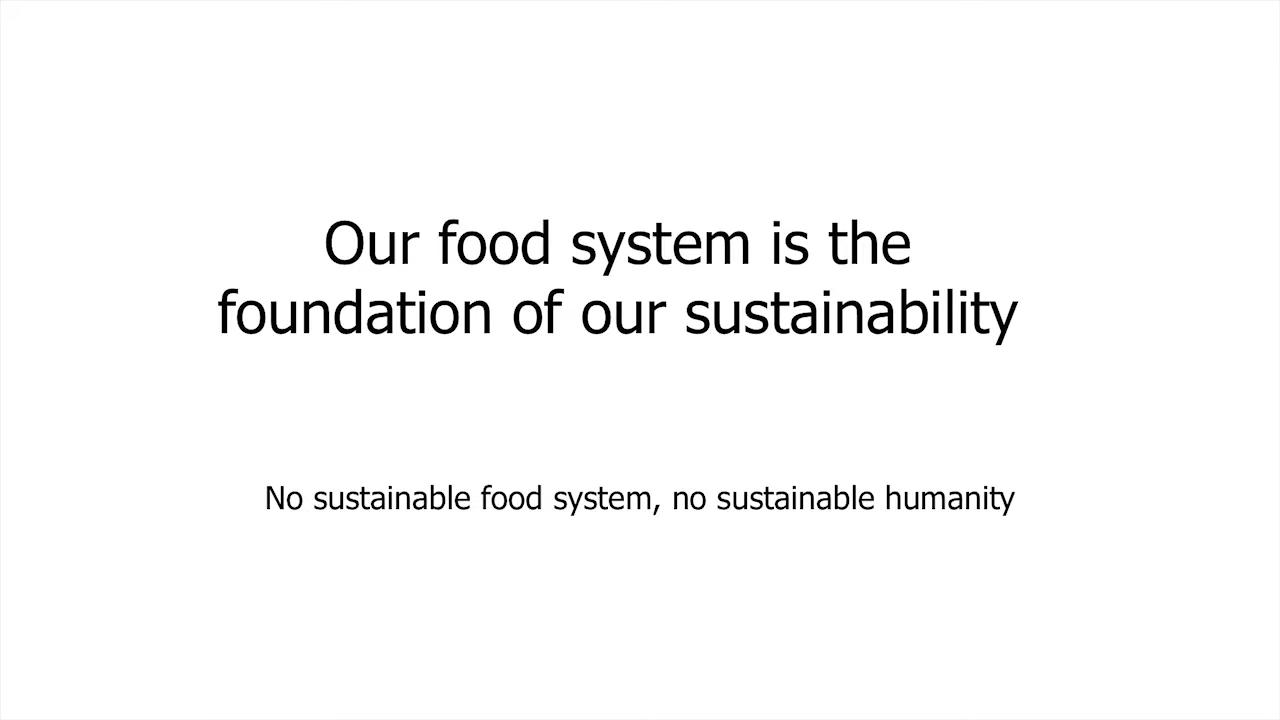 Our food system is the
foundation of our sustainability
No sustainable food system, no sustainable humanity